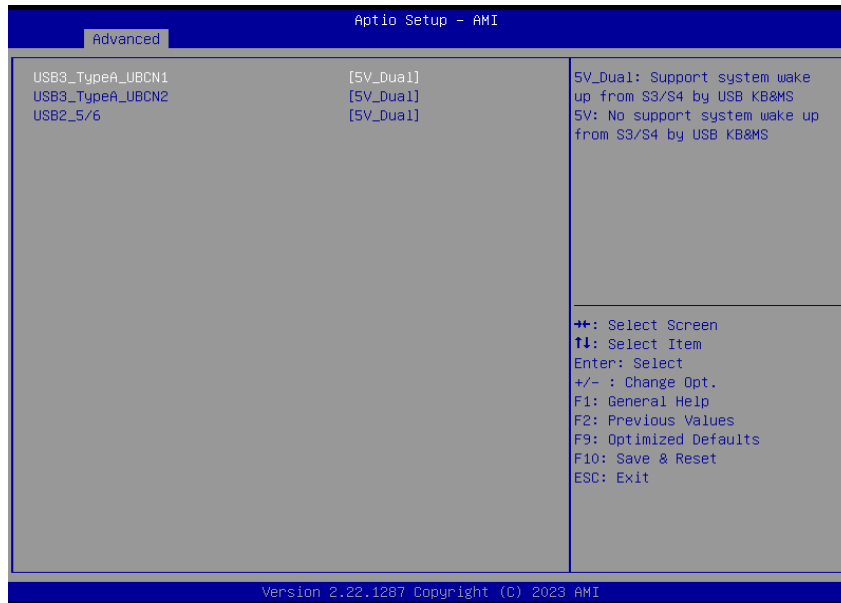 Aptio Setup – AMI
Advanced
USB3_TypeA_UBCN1 [5V_Dual]
USB3_TypeA_UBCN2 [5V_Dual]
USB2_5/6 [5V_Dual]
5V_Dual: Support system wake
up from S3/S4 by USB KB&MS
5V: No support system wake up
from S3/S4 by USB KB&MS
→←: Select Screen
↑↓: Select Item
Enter: Select
+/- : Change Opt.
F1: General Help
F2: Previous Values
F9: Optimized Defaults
F10: Save & Reset
ESC: Exit
Version 2.22.1287 Copyright (C) 2023 AMI